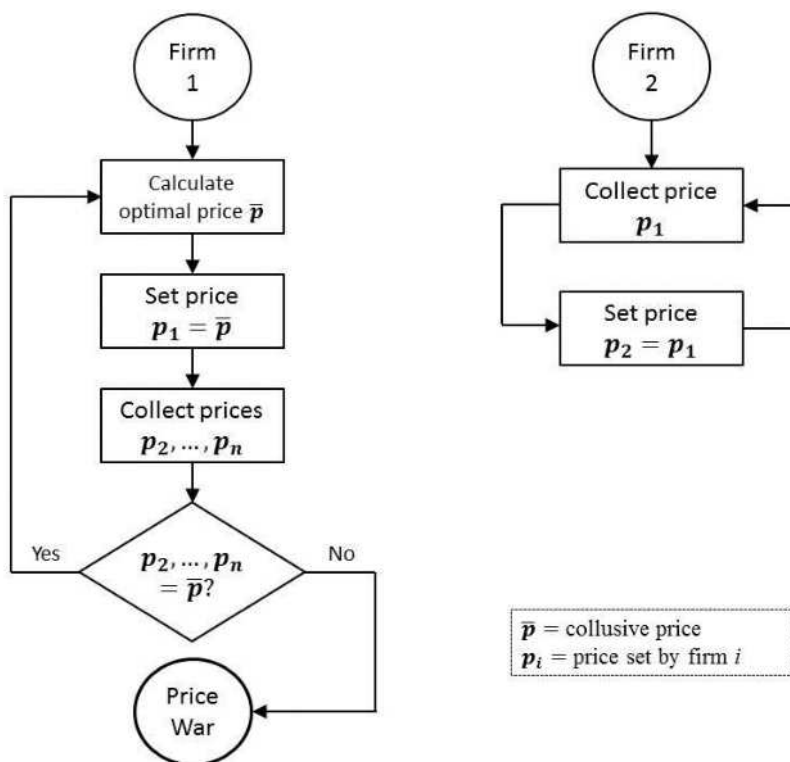 Firm
1
Calculate
optimal price p̅
Set price
p₁ = p̅
Collect prices
p₂, ..., pₙ
Yes
p₂, ..., pₙ
= p̅?
No
Price
War
Firm
2
Collect price
p₁
Set price
p₂ = p₁
p̅ = collusive price
pᵢ = price set by firm i